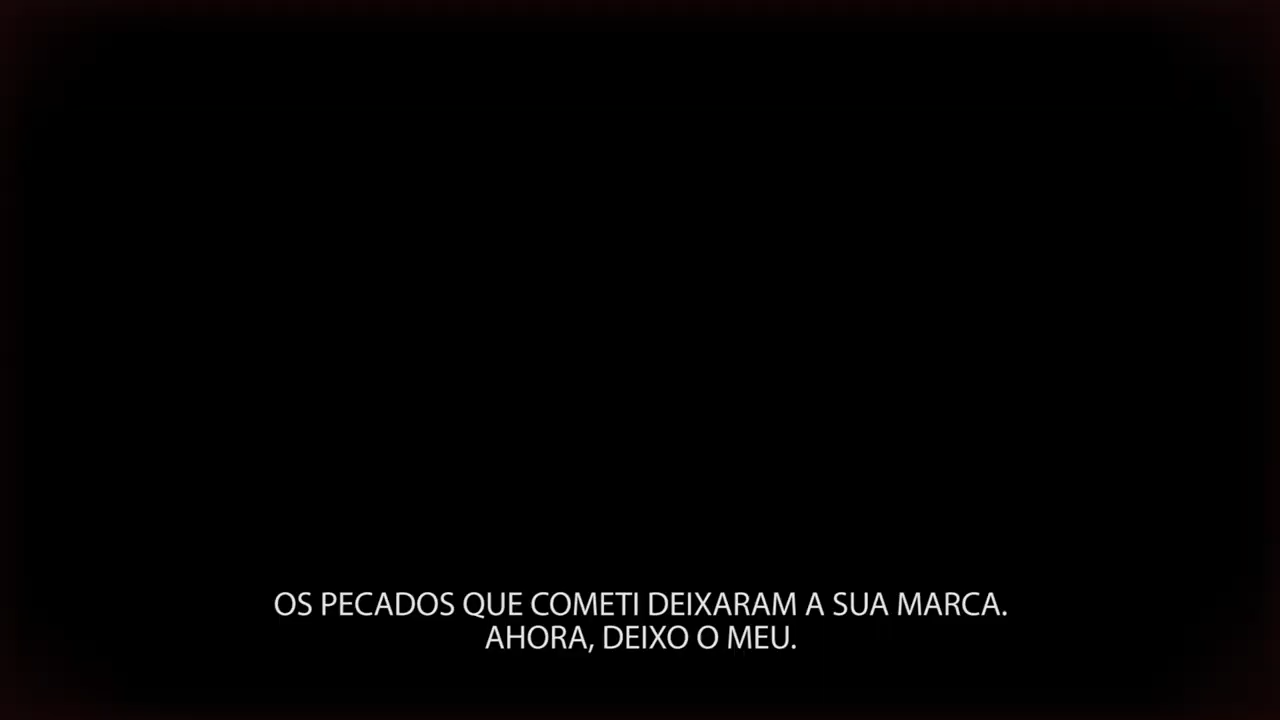 OS PECADOS QUE COMETI DEIXARAM A SUA MARCA.
AHORA, DEIXO O MEU.